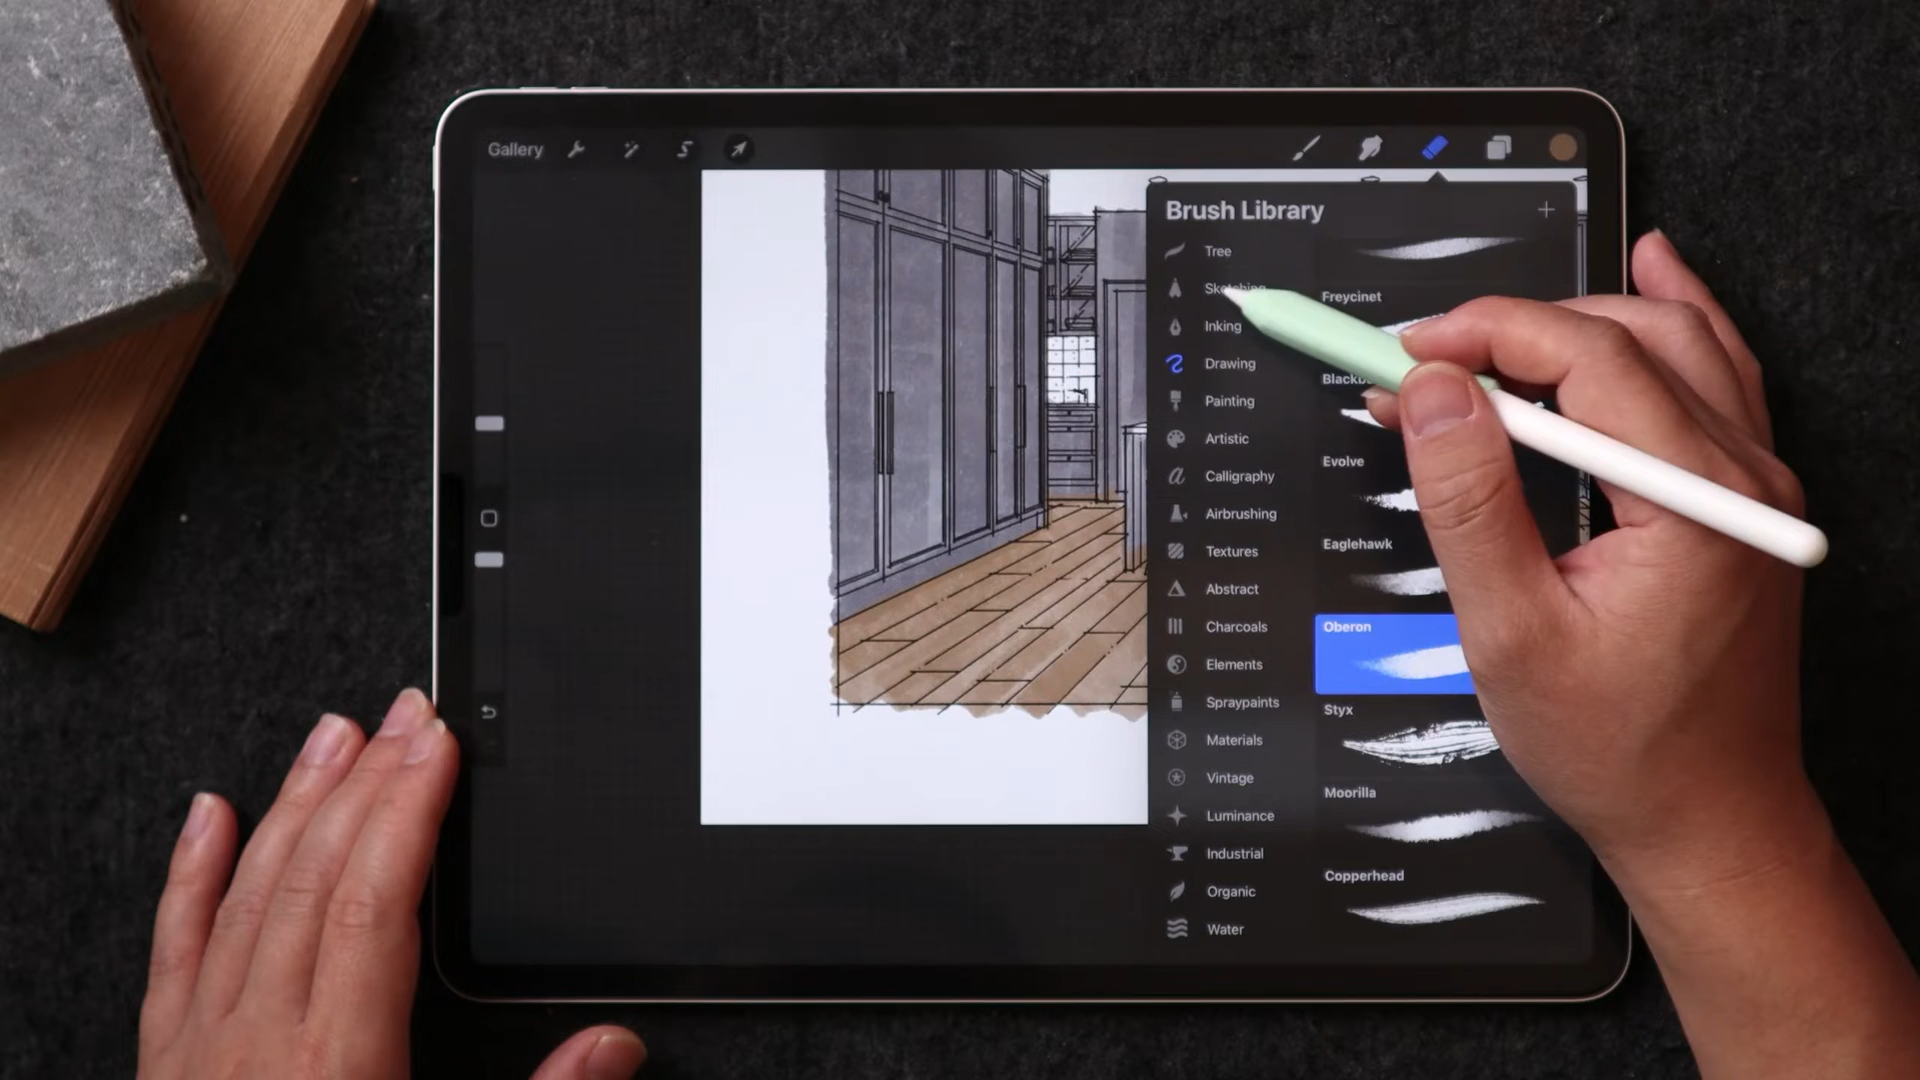 Gallery
Brush Library
Tree
Sketching
Freycinet
Inking
Drawing
Painting
Artistic
Evolve
Calligraphy
Airbrushing
Eaglehawk
Textures
Abstract
Charcoals
Oberon
Elements
Spraypaints
Styx
Materials
Vintage
Moorilla
Luminance
Industrial
Copperhead
Organic
Water